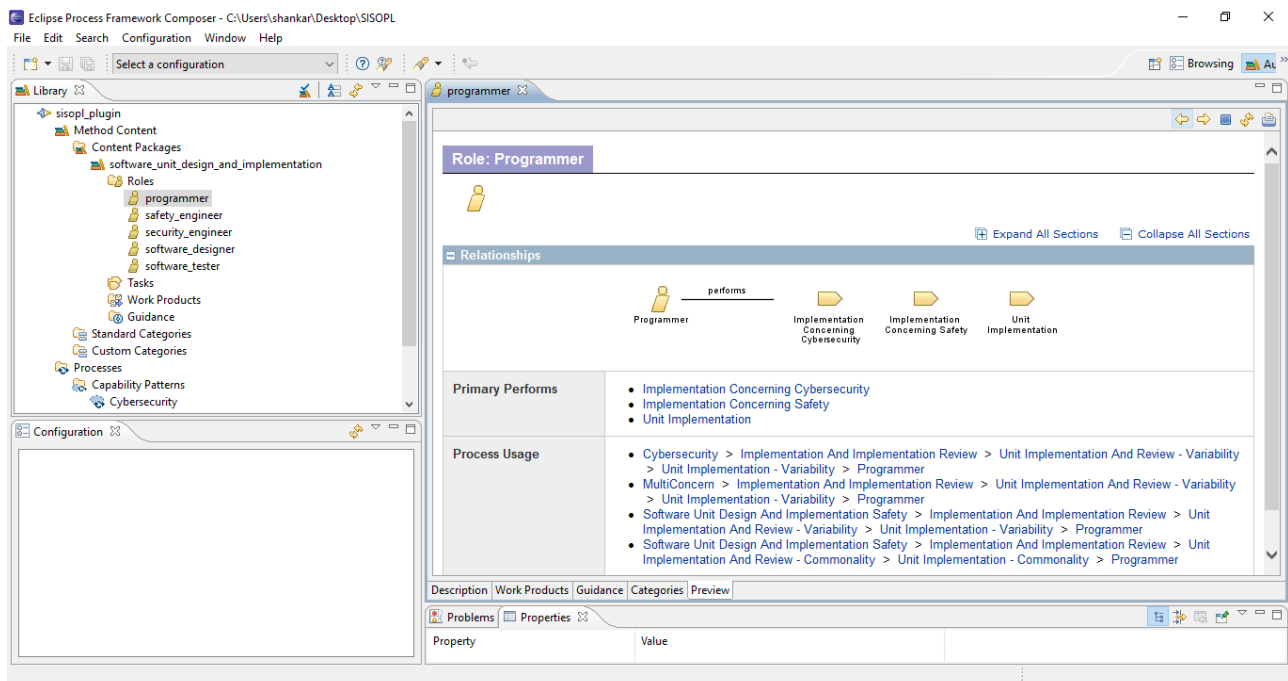 Eclipse Process Framework Composer - C:\Users\shankar\Desktop\SISOPL
File Edit Search Configuration Window Help
Select a configuration
Browsing
Au
Library
sisopl_plugin
Method Content
Content Packages
software_unit_design_and_implementation
Roles
programmer
safety_engineer
security_engineer
software_designer
software_tester
Tasks
Work Products
Guidance
Standard Categories
Custom Categories
Processes
Capability Patterns
Cybersecurity
Configuration
programmer
Role: Programmer
Expand All Sections Collapse All Sections
Relationships
performs
Programmer
Implementation
Concerning
Cybersecurity
Implementation
Concerning Safety
Unit
Implementation
Primary Performs
• Implementation Concerning Cybersecurity
• Implementation Concerning Safety
• Unit Implementation
Process Usage
• Cybersecurity > Implementation And Implementation Review > Unit Implementation And Review - Variability
> Unit Implementation - Variability > Programmer
• MultiConcern > Implementation And Implementation Review > Unit Implementation And Review - Variability
> Unit Implementation - Variability > Programmer
• Software Unit Design And Implementation Safety > Implementation And Implementation Review > Unit
Implementation And Review - Variability > Unit Implementation - Variability > Programmer
• Software Unit Design And Implementation Safety > Implementation And Implementation Review > Unit
Implementation And Review - Commonality > Unit Implementation - Commonality > Programmer
Description Work Products Guidance Categories Preview
Problems Properties
Property Value